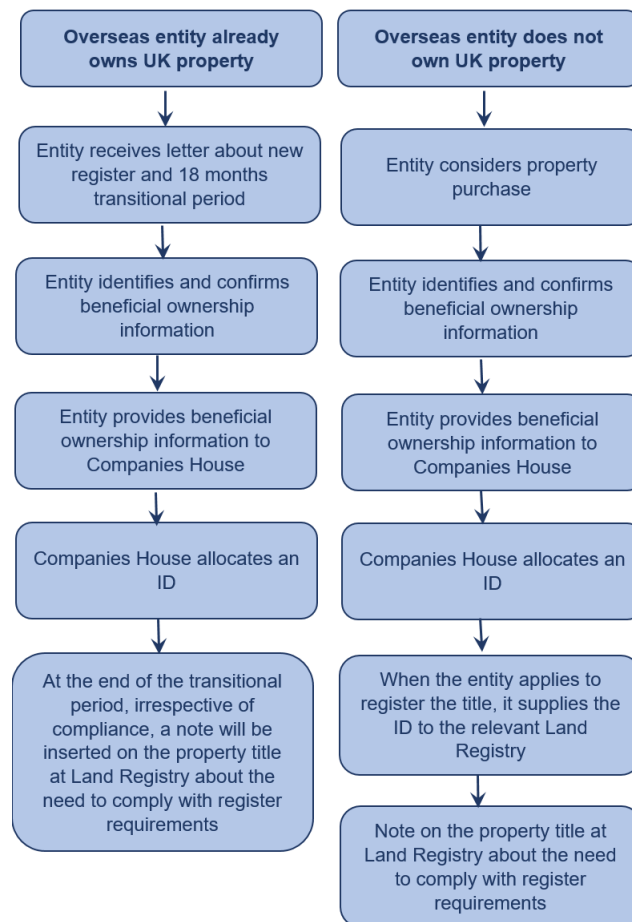 Overseas entity already
owns UK property
Entity receives letter about new
register and 18 months
transitional period
Entity identifies and confirms
beneficial ownership
information
Entity provides beneficial
ownership information to
Companies House
Companies House allocates an
ID
At the end of the transitional
period, irrespective of
compliance, a note will be
inserted on the property title
at Land Registry about the
need to comply with register
requirements
Overseas entity does not
own UK property
Entity considers property
purchase
Entity identifies and confirms
beneficial ownership
information
Entity provides beneficial
ownership information to
Companies House
Companies House allocates an
ID
When the entity applies to
register the title, it supplies the
ID to the relevant Land
Registry
Note on the property title at
Land Registry about the need
to comply with register
requirements